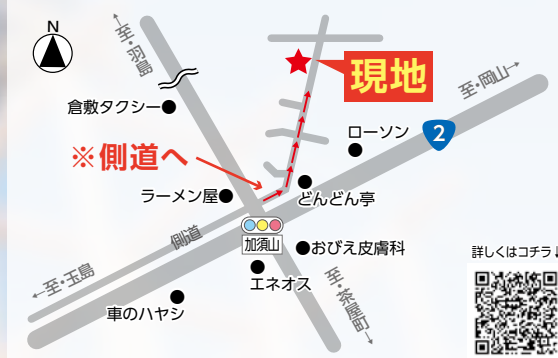 N
←至・羽島
倉敷タクシー
現地
至・岡山→
ローソン
2
※側道へ
ラーメン屋
どんどん亭
側道
加須山
おびえ皮膚科
詳しくはコチラ↓
←至・玉島
エネオス
至・茶屋町→
車のハヤシ